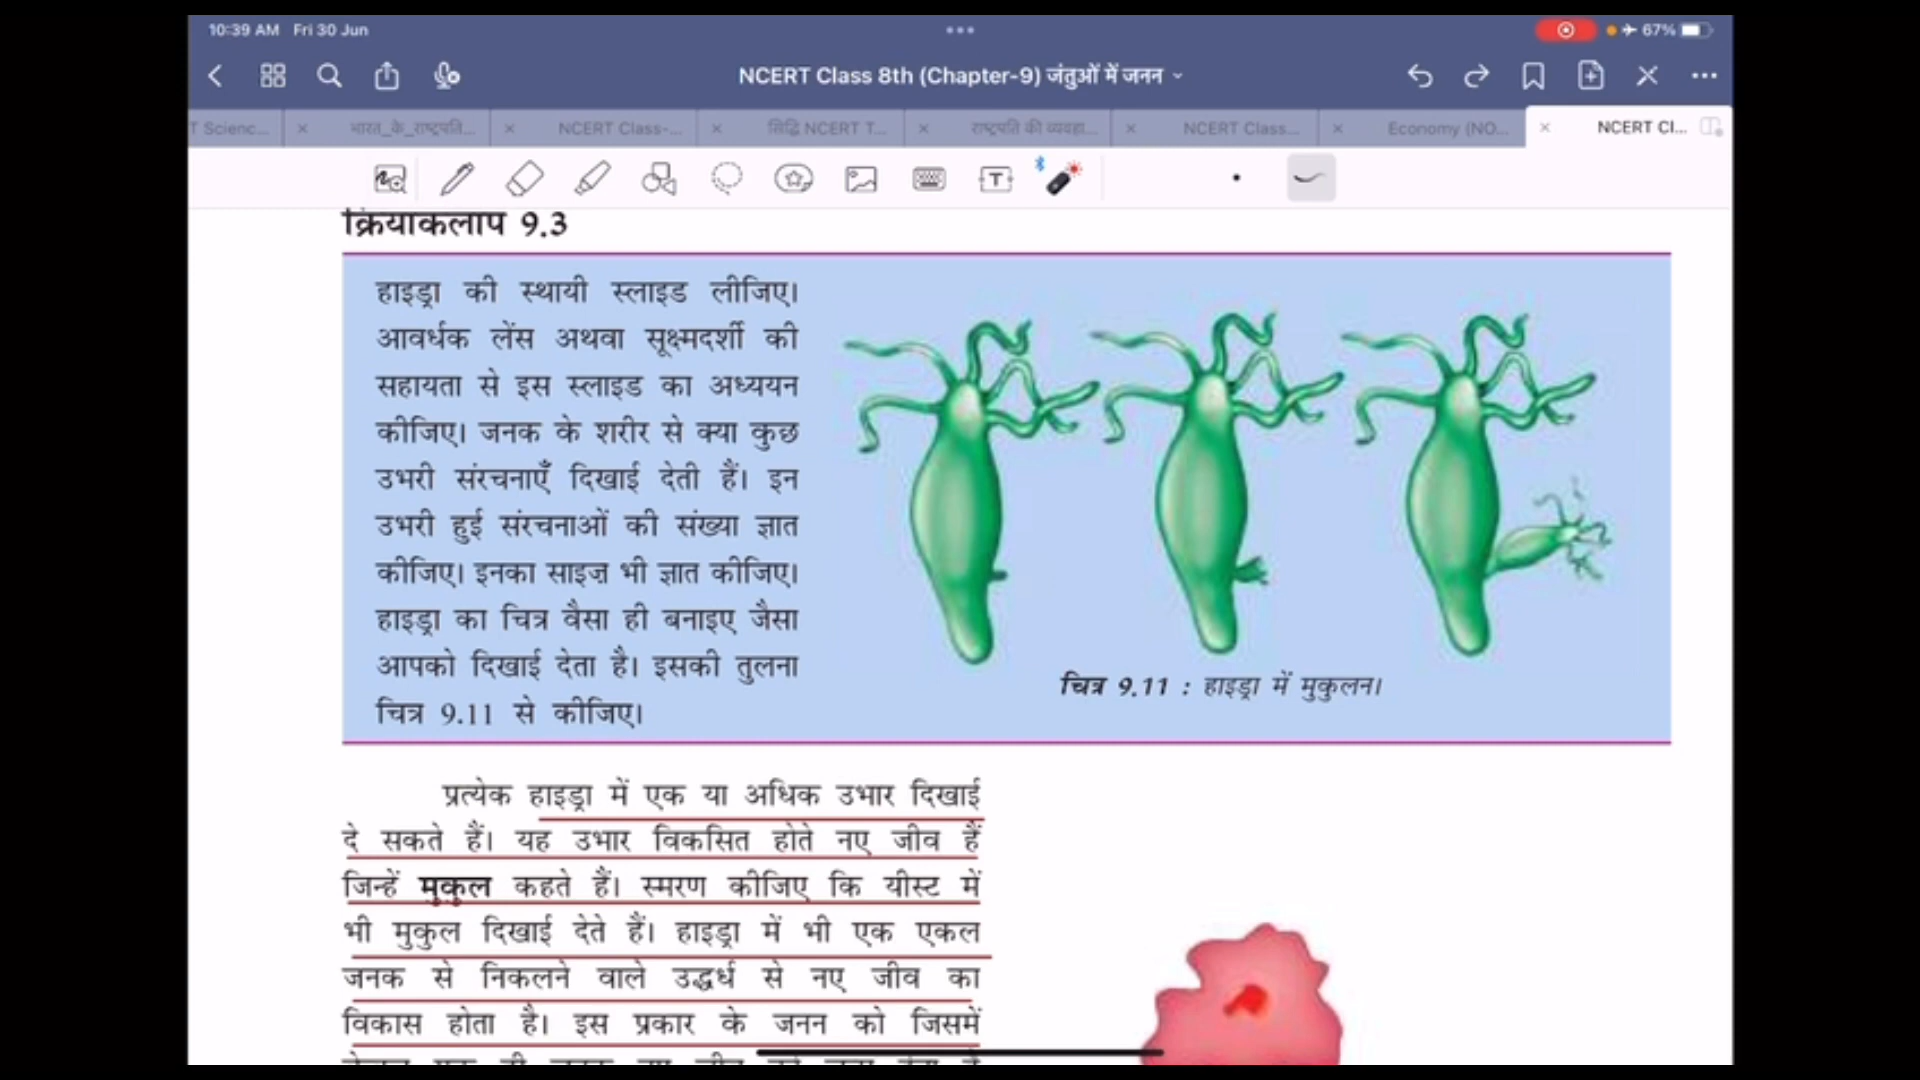 10:39 AM Fri 30 Jun
67%
NCERT Class 8th (Chapter-9) जंतुओं में जनन
T Scienc...
भारत_के_राष्ट्रपति...
NCERT Class-...
सिद्धि NCERT T...
राष्ट्रपति की व्यवहा...
NCERT Class...
Economy (NO...
NCERT Cl...
क्रियाकलाप 9.3
हाइड्रा की स्थायी स्लाइड लीजिए।
आवर्धक लेंस अथवा सूक्ष्मदर्शी की
सहायता से इस स्लाइड का अध्ययन
कीजिए। जनक के शरीर से क्या कुछ
उभरी संरचनाएँ दिखाई देती हैं। इन
उभरी हुई संरचनाओं की संख्या ज्ञात
कीजिए। इनका साइज़ भी ज्ञात कीजिए।
हाइड्रा का चित्र वैसा ही बनाइए जैसा
आपको दिखाई देता है। इसकी तुलना
चित्र 9.11 से कीजिए।
चित्र 9.11 : हाइड्रा में मुकुलन।
प्रत्येक हाइड्रा में एक या अधिक उभार दिखाई
दे सकते हैं। यह उभार विकसित होते नए जीव हैं
जिन्हें मुकुल कहते हैं। स्मरण कीजिए कि यीस्ट में
भी मुकुल दिखाई देते हैं। हाइड्रा में भी एक एकल
जनक से निकलने वाले उद्धर्ध से नए जीव का
विकास होता है। इस प्रकार के जनन को जिसमें